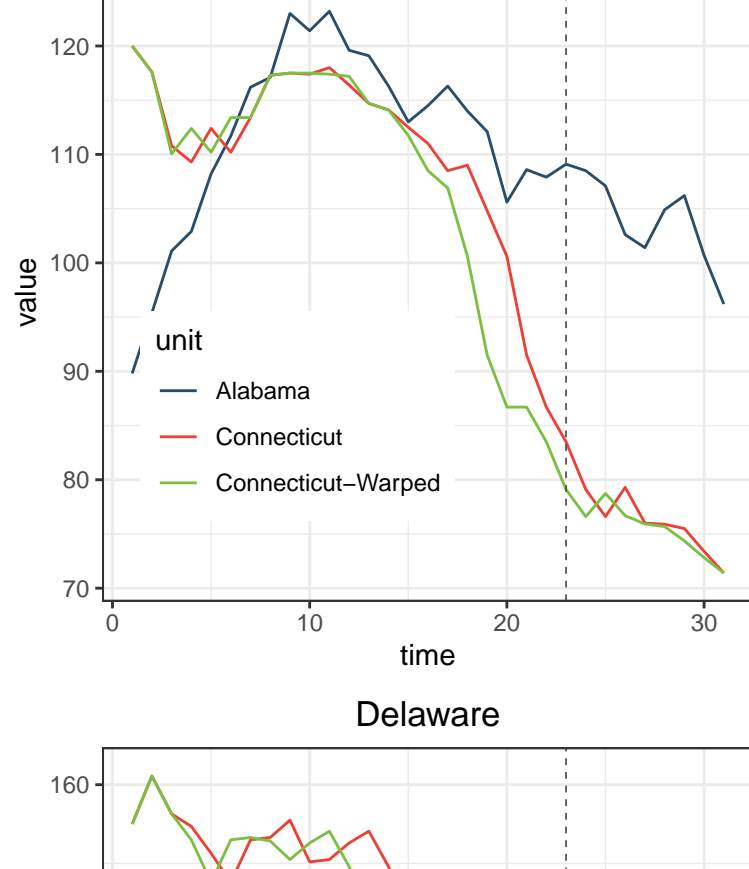 120
110
100
90
80
70
value
unit
Alabama
Connecticut
Connecticut−Warped
0 10 20 30
time
Delaware
160